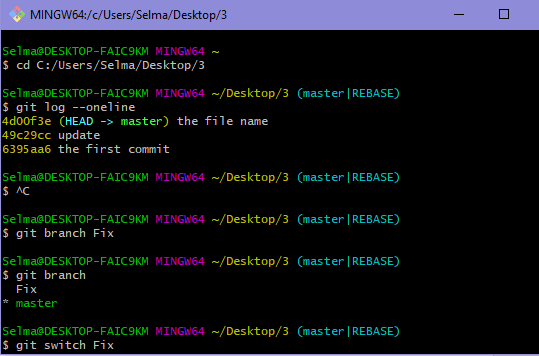 MINGW64:/c/Users/Selma/Desktop/3
Selma@DESKTOP-FAIC9KM MINGW64 ~
$ cd C:/Users/Selma/Desktop/3
Selma@DESKTOP-FAIC9KM MINGW64 ~/Desktop/3 (master|REBASE)
$ git log --oneline
4d00f3e (HEAD -> master) the file name
49c29cc update
6395aa6 the first commit
Selma@DESKTOP-FAIC9KM MINGW64 ~/Desktop/3 (master|REBASE)
$ ^C
Selma@DESKTOP-FAIC9KM MINGW64 ~/Desktop/3 (master|REBASE)
$ git branch Fix
Selma@DESKTOP-FAIC9KM MINGW64 ~/Desktop/3 (master|REBASE)
$ git branch
  Fix
* master
Selma@DESKTOP-FAIC9KM MINGW64 ~/Desktop/3 (master|REBASE)
$ git switch Fix